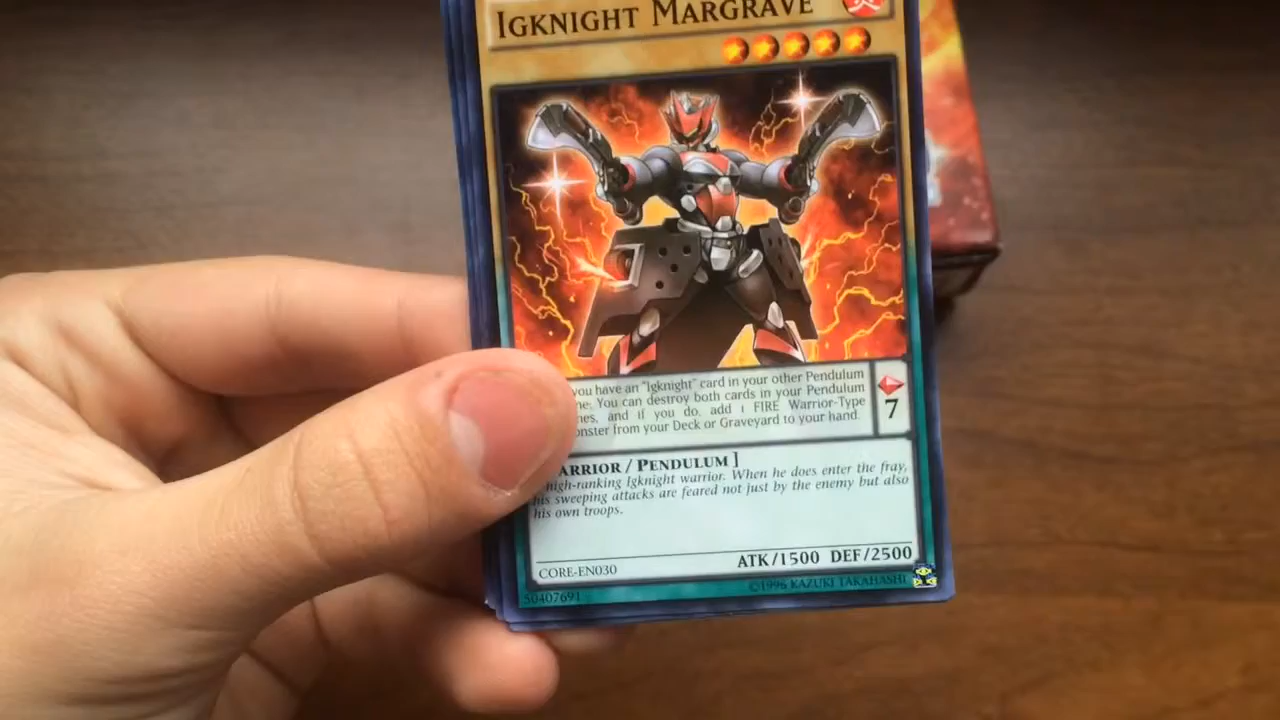 IGKNIGHT MARGRAVE
you have an "Igknight" card in your other Pendulum
You can destroy both cards in your Pendulum
and if you do, add 1 FIRE Warrior-Type
from your Deck or Graveyard to your hand.
7
/ PENDULUM ]
high-ranking Igknight warrior. When he does enter the fray,
his sweeping attacks are feared not just by the enemy but also
his own troops.
ATK/1500 DEF/2500
CORE-EN030
50407691
©1996 KAZUKI TAKAHASHI